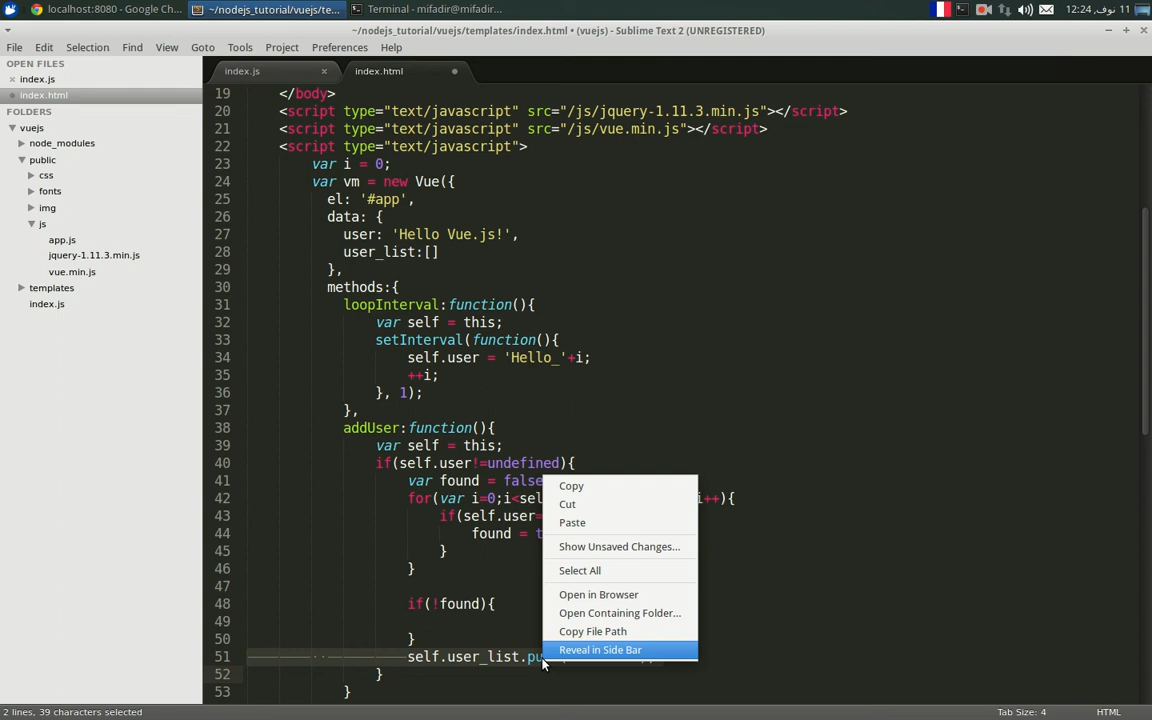 localhost:8080 - Google Ch...
~/nodejs_tutorial/vuejs/te...
Terminal - mifadir@mifadir...
11 نوف, 12:24
~/nodejs_tutorial/vuejs/templates/index.html • (vuejs) - Sublime Text 2 (UNREGISTERED)
File Edit Selection Find View Goto Tools Project Preferences Help
OPEN FILES
index.js
index.html
FOLDERS
vuejs
node_modules
public
css
fonts
img
js
app.js
jquery-1.11.3.min.js
vue.min.js
templates
index.js
index.js
index.html
19 </body>
20 <script type="text/javascript" src="/js/jquery-1.11.3.min.js"></script>
21 <script type="text/javascript" src="/js/vue.min.js"></script>
22 <script type="text/javascript">
23 var i = 0;
24 var vm = new Vue({
25 el: '#app',
26 data: {
27 user: 'Hello Vue.js!',
28 user_list:[]
29 },
30 methods:{
31 loopInterval:function(){
32 var self = this;
33 setInterval(function(){
34 self.user = 'Hello_'+i;
35 ++i;
36 }, 1);
37 },
38 addUser:function(){
39 var self = this;
40 if(self.user!=undefined){
41 var found = false
42 for(var i=0;i<sel i++){
43 if(self.user=
44 found = t
45 }
46 }
47
48 if(!found){
49
50 }
51 self.user_list.pu
52 }
53 }
Copy
Cut
Paste
Show Unsaved Changes...
Select All
Open in Browser
Open Containing Folder...
Copy File Path
Reveal in Side Bar
2 lines, 39 characters selected
Tab Size: 4
HTML